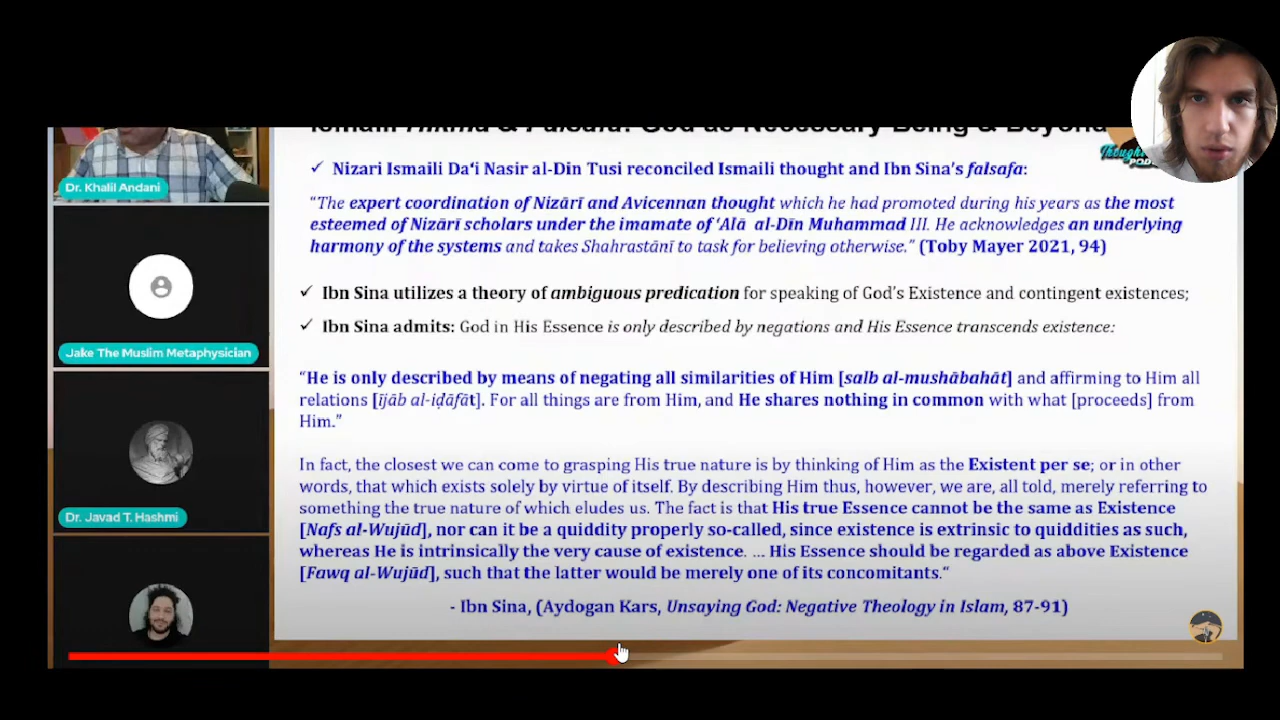 Ismaili Hikma & Falsafa: God as Necessary Being & Beyond
Dr. Khalil Andani
Jake The Muslim Metaphysician
Dr. Javad T. Hashmi
✓ Nizari Ismaili Da‘i Nasir al-Din Tusi reconciled Ismaili thought and Ibn Sina’s falsafa:
“The expert coordination of Nizārī and Avicennan thought which he had promoted during his years as the most
esteemed of Nizārī scholars under the imamate of ‘Alā al-Dīn Muhammad III. He acknowledges an underlying
harmony of the systems and takes Shahrastānī to task for believing otherwise.” (Toby Mayer 2021, 94)
✓ Ibn Sina utilizes a theory of ambiguous predication for speaking of God’s Existence and contingent existences;
✓ Ibn Sina admits: God in His Essence is only described by negations and His Essence transcends existence:
“He is only described by means of negating all similarities of Him [salb al-mushābahāt] and affirming to Him all
relations [ījāb al-iḍāfāt]. For all things are from Him, and He shares nothing in common with what [proceeds] from
Him.”
In fact, the closest we can come to grasping His true nature is by thinking of Him as the Existent per se; or in other
words, that which exists solely by virtue of itself. By describing Him thus, however, we are, all told, merely referring to
something the true nature of which eludes us. The fact is that His true Essence cannot be the same as Existence
[Nafs al-Wujūd], nor can it be a quiddity properly so-called, since existence is extrinsic to quiddities as such,
whereas He is intrinsically the very cause of existence. ... His Essence should be regarded as above Existence
[Fawq al-Wujūd], such that the latter would be merely one of its concomitants.“
- Ibn Sina, (Aydogan Kars, Unsaying God: Negative Theology in Islam, 87-91)